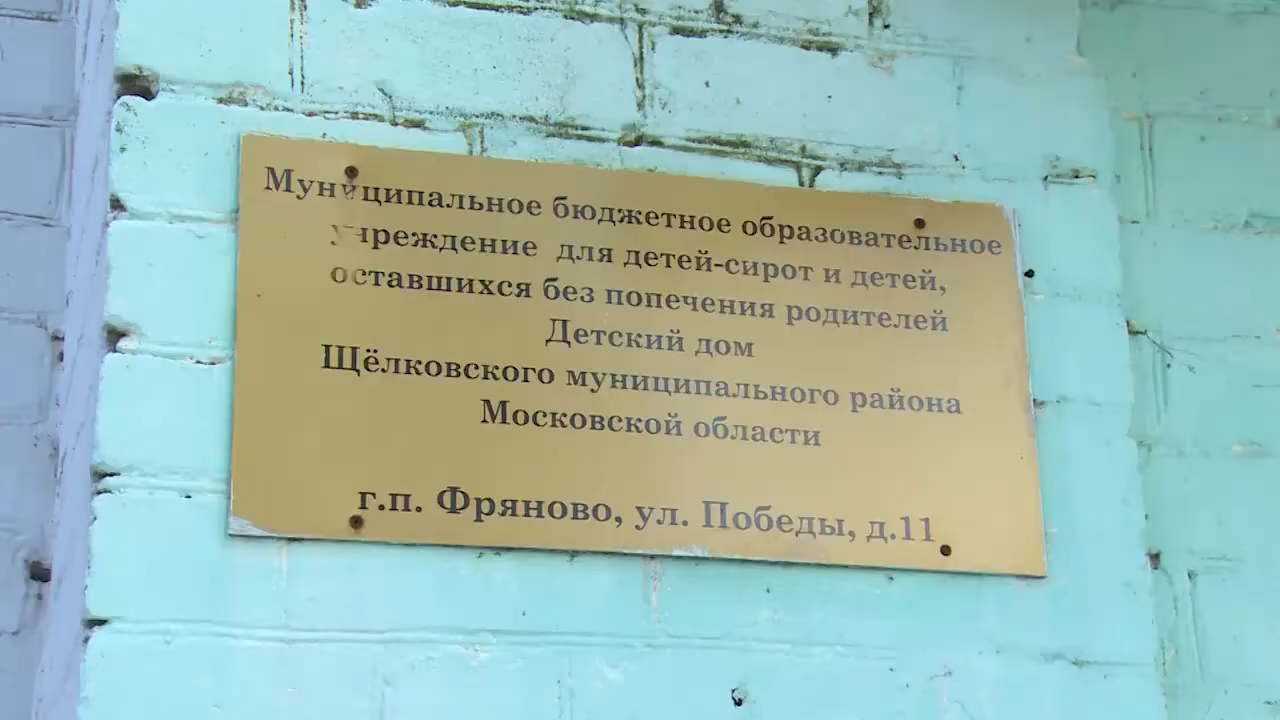 Муниципальное бюджетное образовательное
учреждение для детей-сирот и детей,
оставшихся без попечения родителей
Детский дом
Щёлковского муниципального района
Московской области
г.п. Фряново, ул. Победы, д.11